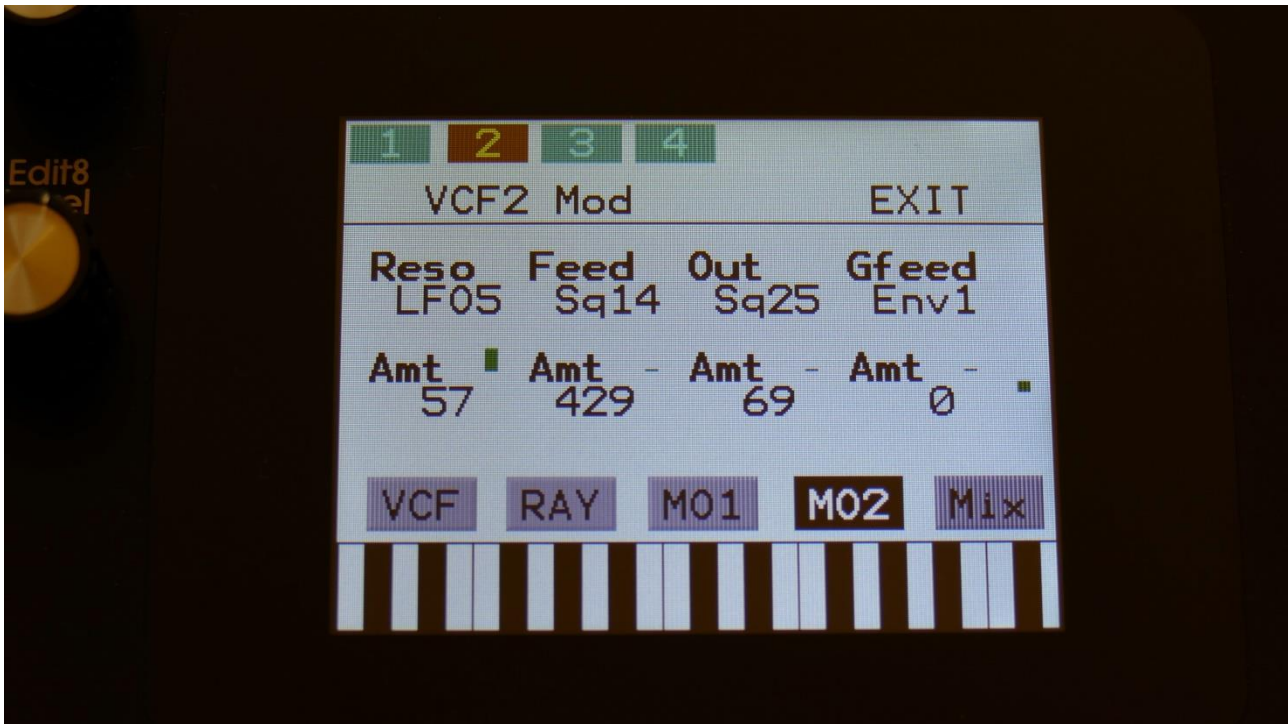 1 2 3 4
Edit8
VCF2 Mod EXIT
Reso Feed Out Gfeed
LFO5 Sq14 Sq25 Env1
Amt Amt Amt Amt
57 429 69 0
VCF RAY MO1 MO2 Mix